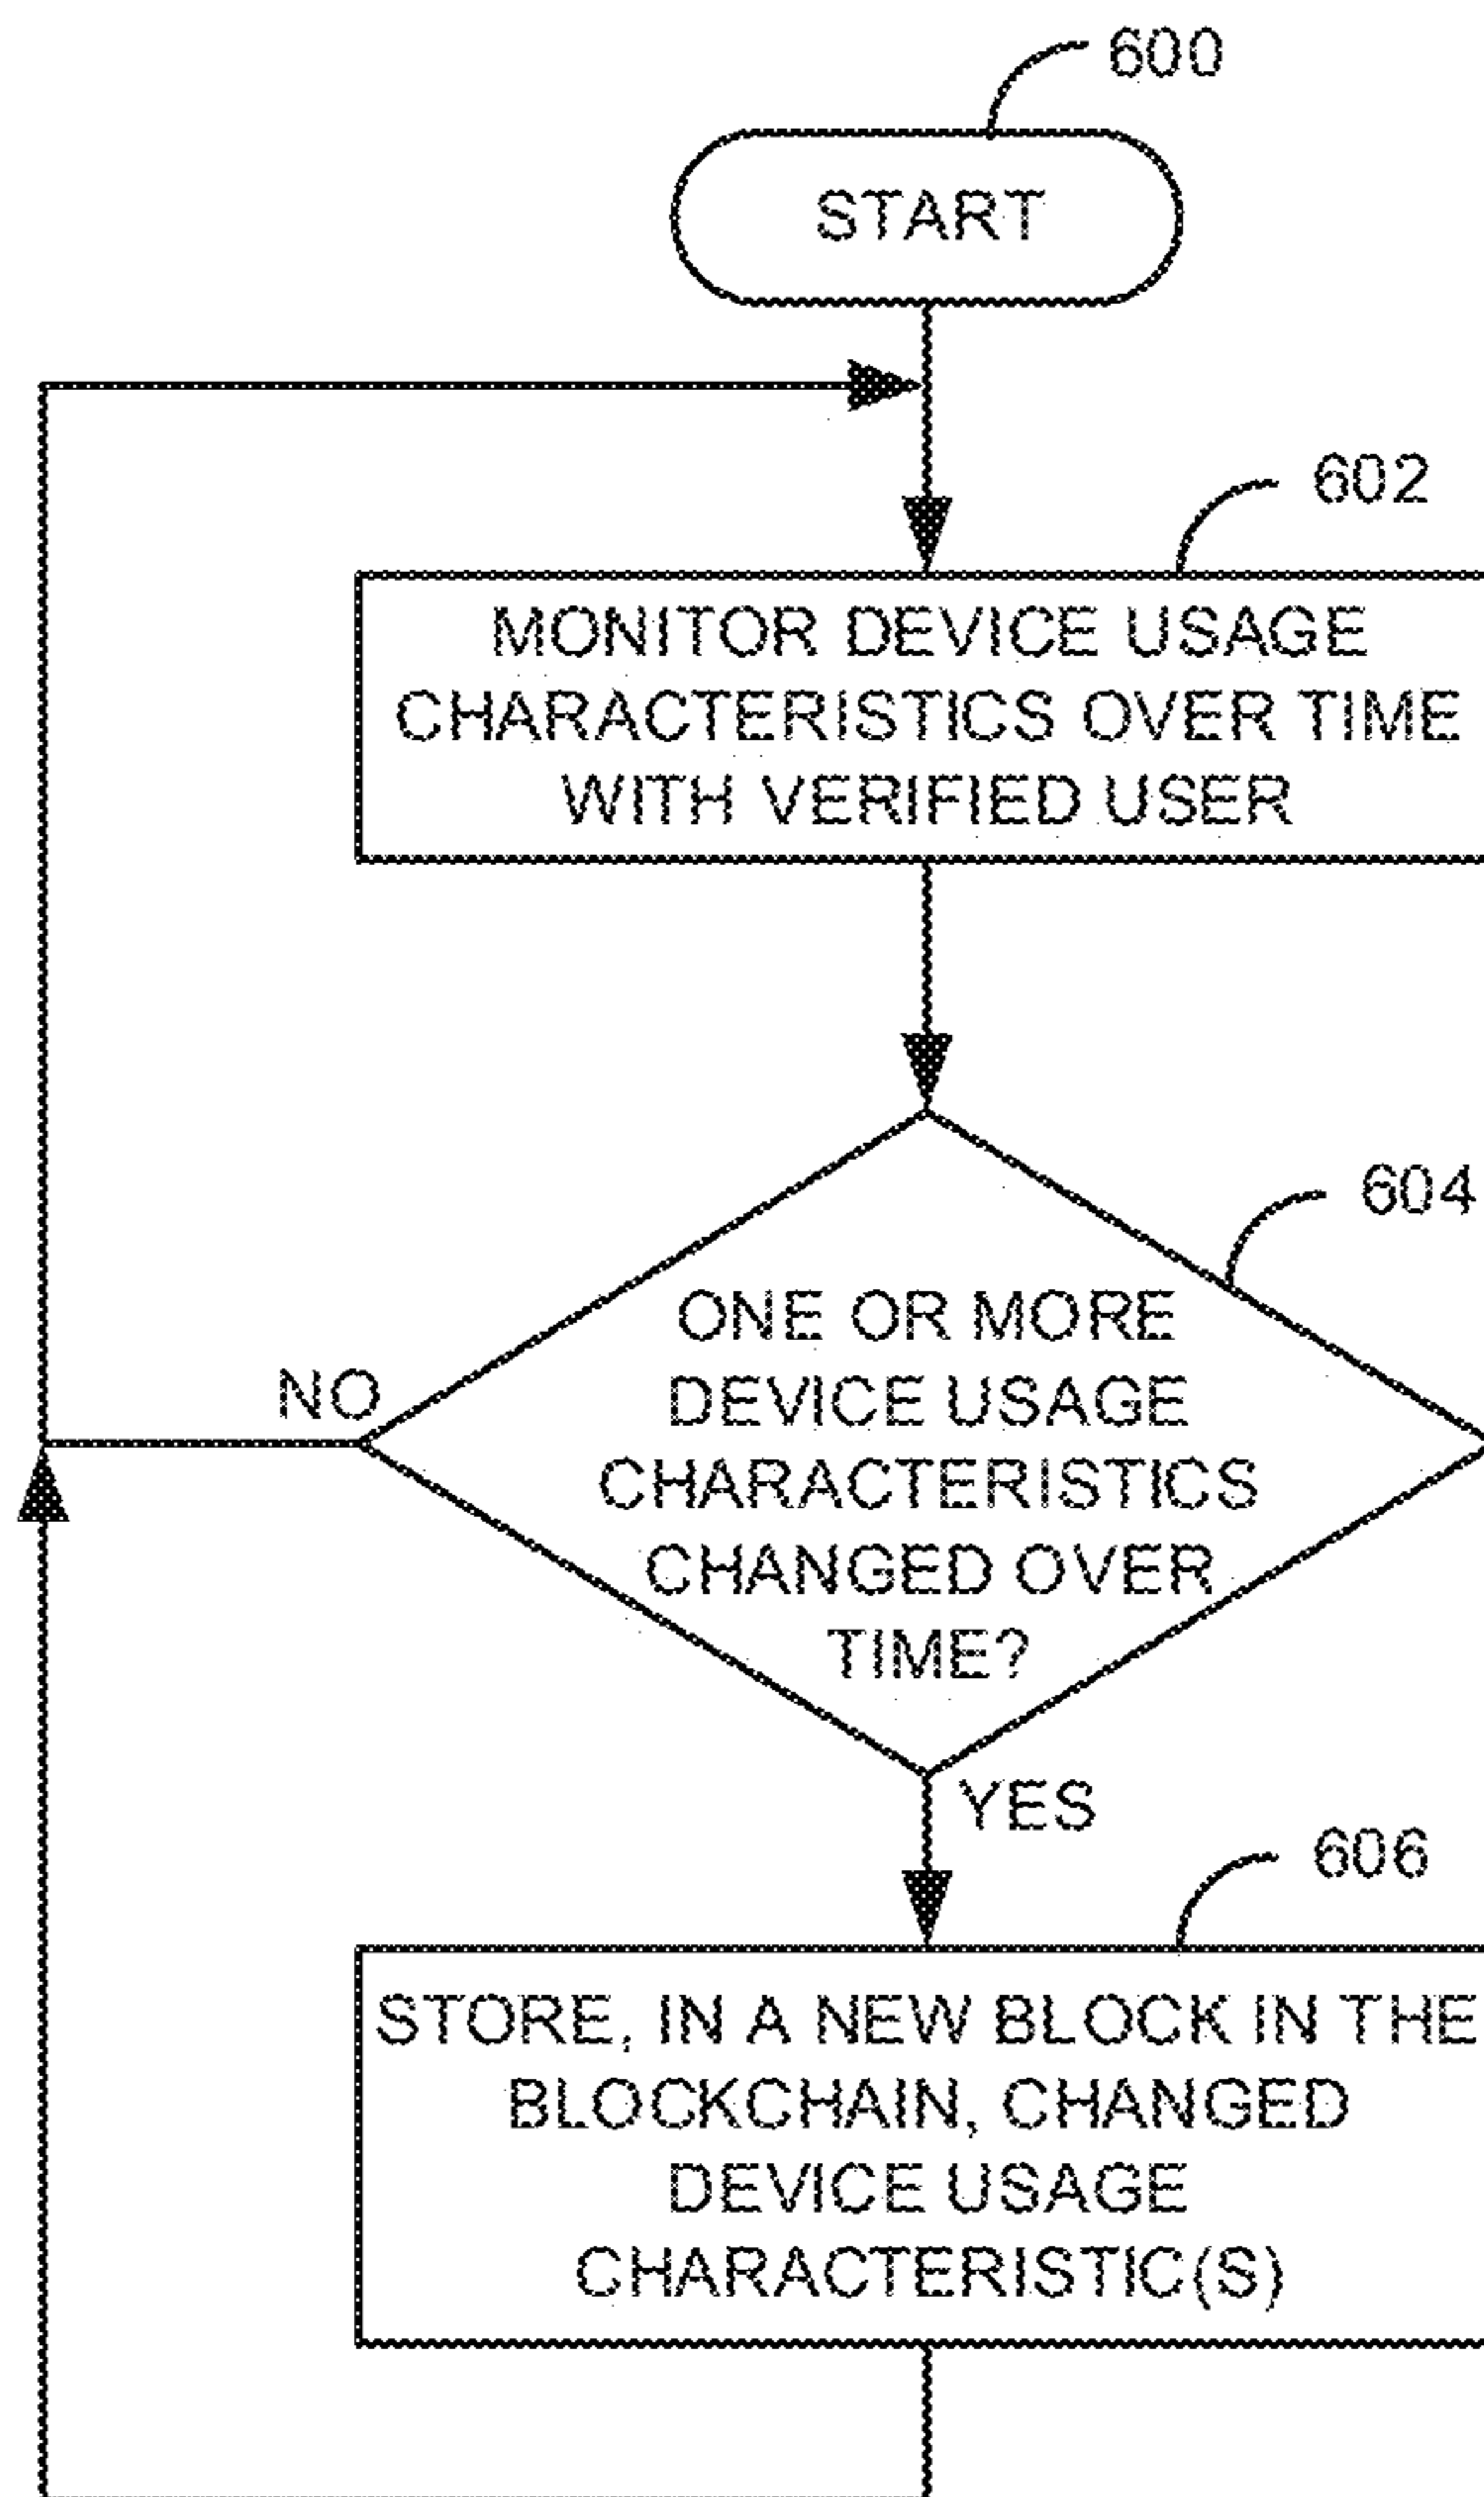 600
START
602
MONITOR DEVICE USAGE
CHARACTERISTICS OVER TIME
WITH VERIFIED USER
604
ONE OR MORE
DEVICE USAGE
NO
CHARACTERISTICS
CHANGED OVER
TIME?
YES
606
STORE, IN A NEW BLOCK IN THE
BLOCKCHAIN, CHANGED
DEVICE USAGE
CHARACTERISTIC(S)